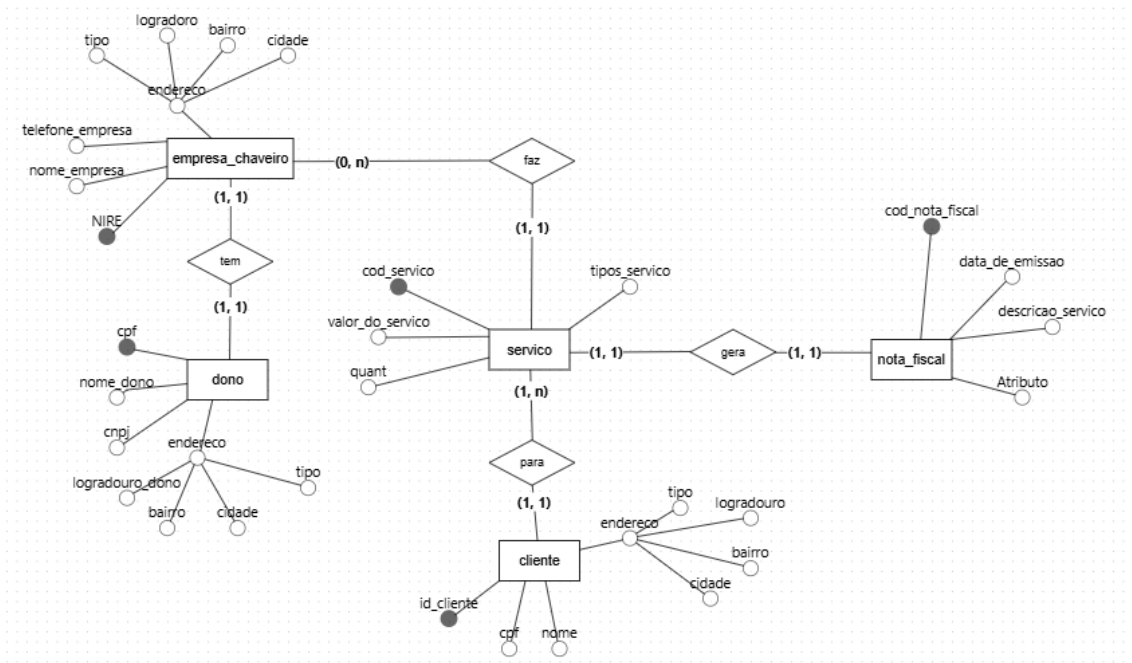 logradoro
tipo
bairro
cidade
endereco
telefone_empresa
empresa_chaveiro
(0, n)
faz
nome_empresa
(1, 1)
NIRE
(1, 1)
cod_nota_fiscal
tem
cod_servico
tipos_servico
data_de_emissao
(1, 1)
valor_do_servico
descricao_servico
cpf
servico
(1, 1)
gera
(1, 1)
nota_fiscal
quant
dono
nome_dono
(1, n)
Atributo
cnpj
endereco
para
tipo
logradouro_dono
(1, 1)
tipo
logradouro
bairro
cidade
endereco
cliente
bairro
cidade
id_cliente
cpf
nome